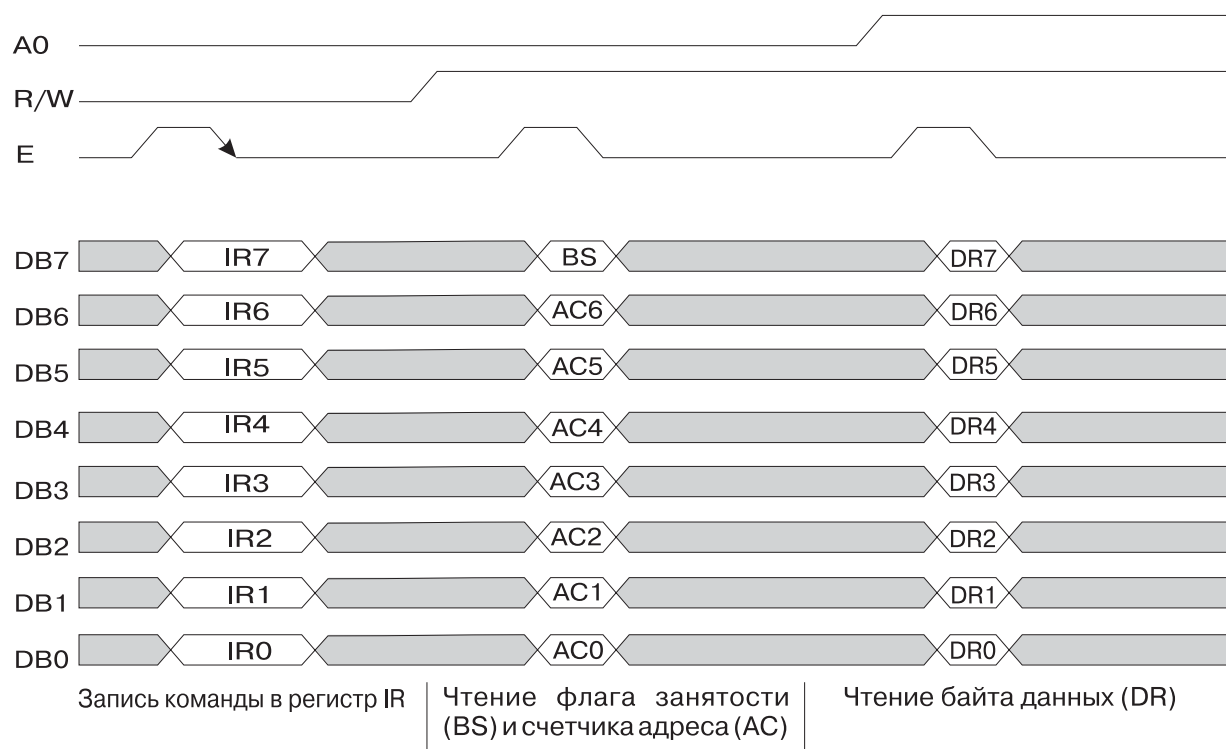 A0
R/W
E
DB7 IR7 BS DR7
DB6 IR6 AC6 DR6
DB5 IR5 AC5 DR5
DB4 IR4 AC4 DR4
DB3 IR3 AC3 DR3
DB2 IR2 AC2 DR2
DB1 IR1 AC1 DR1
DB0 IR0 AC0 DR0
Запись команды в регистр IR
Чтение флага занятости
(BS) и счетчика адреса (AC)
Чтение байта данных (DR)